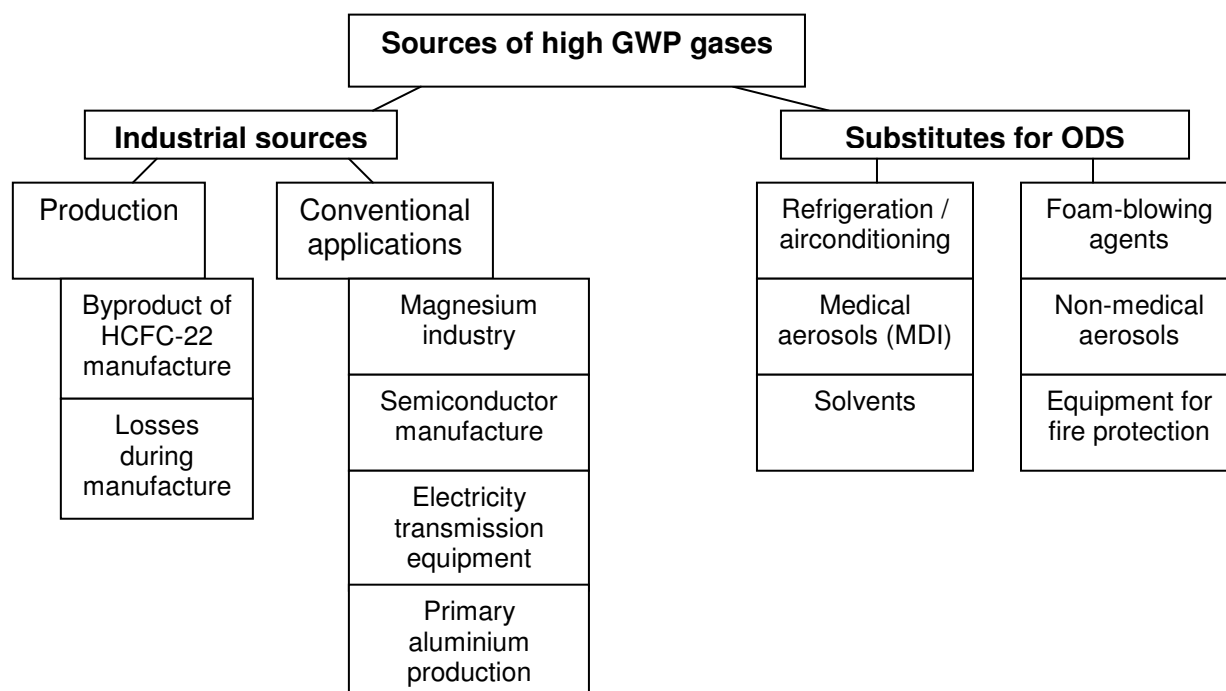 Sources of high GWP gases
Industrial sources
Substitutes for ODS
Production
Conventional
applications
Refrigeration /
airconditioning
Foam-blowing
agents
Byproduct of
HCFC-22
manufacture
Magnesium
industry
Medical
aerosols (MDI)
Non-medical
aerosols
Losses
during
manufacture
Semiconductor
manufacture
Solvents
Equipment for
fire protection
Electricity
transmission
equipment
Primary
aluminium
production